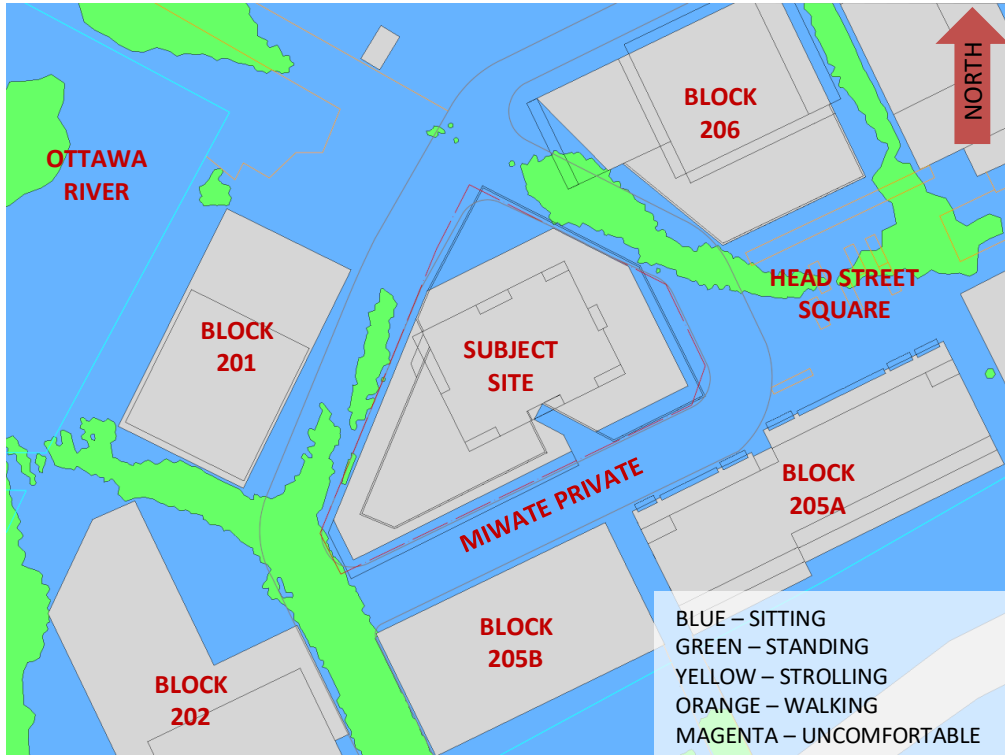 NORTH
BLOCK
206
OTTAWA
RIVER
HEAD STREET
SQUARE
BLOCK
201
SUBJECT
SITE
MIWATE PRIVATE
BLOCK
205A
BLOCK
205B
BLOCK
202
BLUE – SITTING
GREEN – STANDING
YELLOW – STROLLING
ORANGE – WALKING
MAGENTA – UNCOMFORTABLE